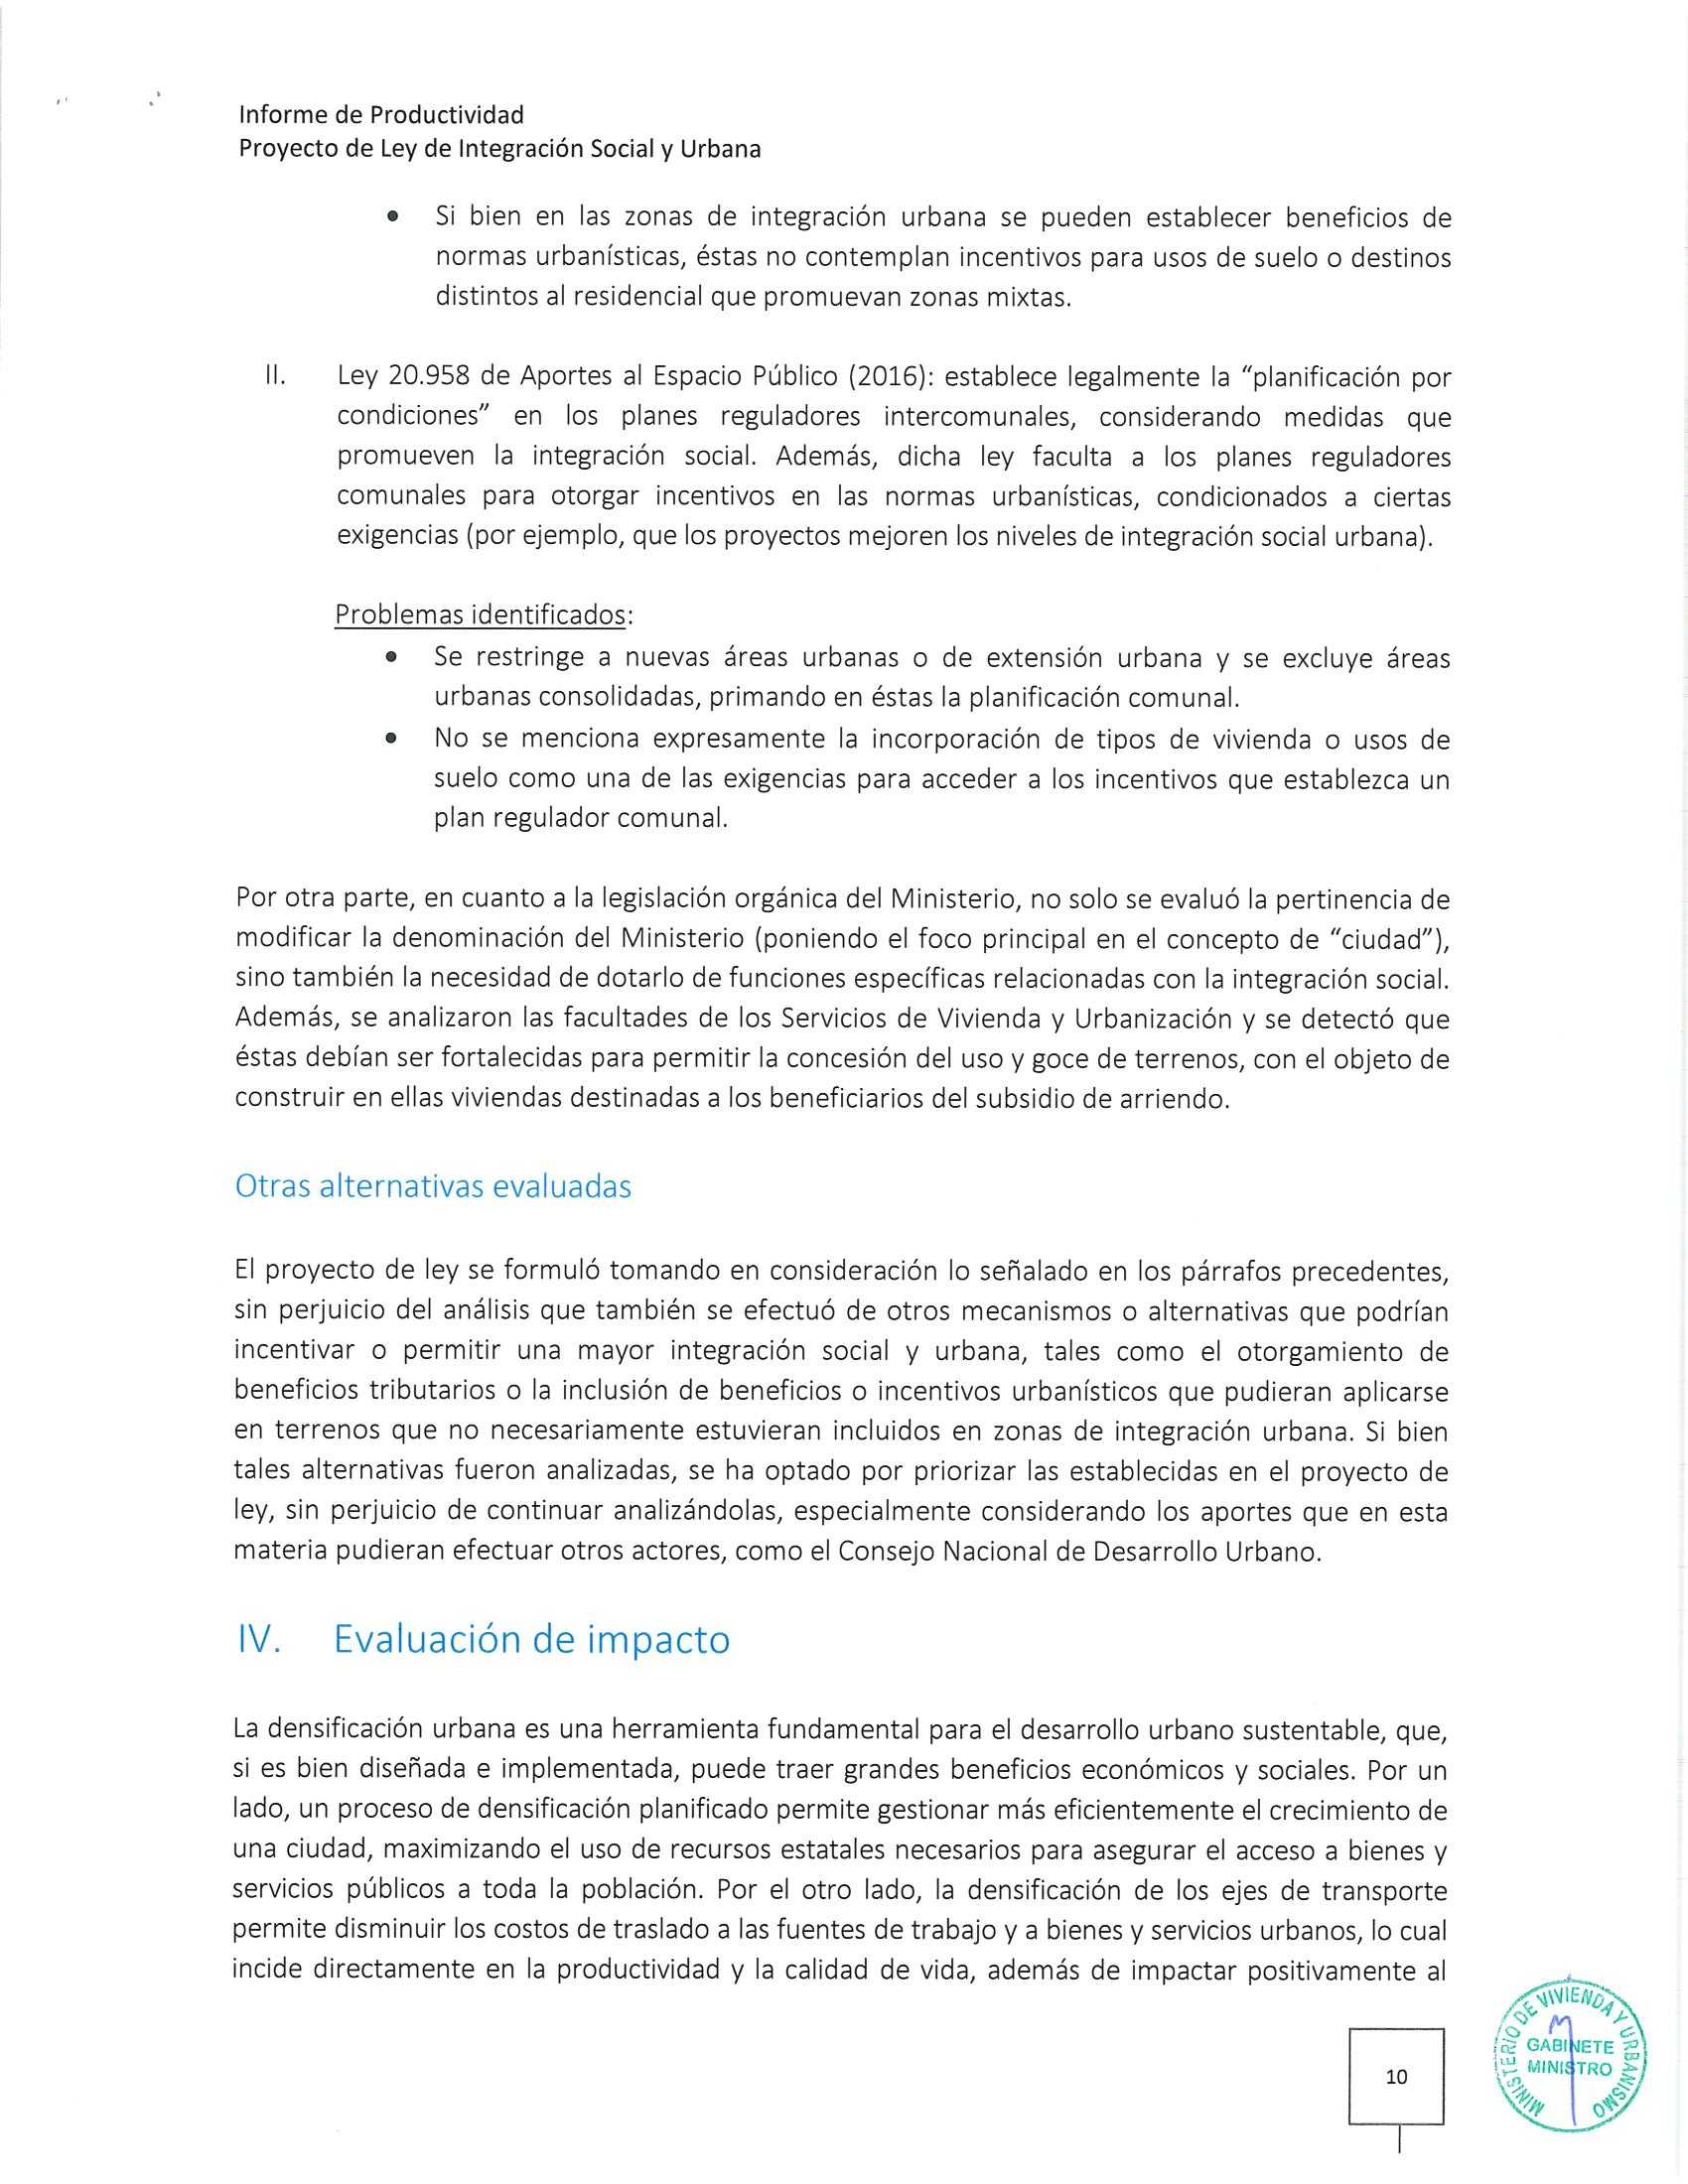 Informe de Productividad
Proyecto de Ley de Integración Social y Urbana
• Si bien en las zonas de integración urbana se pueden establecer beneficios de
normas urbanísticas, éstas no contemplan incentivos para usos de suelo o destinos
distintos al residencial que promuevan zonas mixtas.
II. Ley 20.958 de Aportes al Espacio Público (2016): establece legalmente la “planificación por
condiciones” en los planes reguladores intercomunales, considerando medidas que
promueven la integración social. Además, dicha ley faculta a los planes reguladores
comunales para otorgar incentivos en las normas urbanísticas, condicionados a ciertas
exigencias (por ejemplo, que los proyectos mejoren los niveles de integración social urbana).
Problemas identificados:
• Se restringe a nuevas áreas urbanas o de extensión urbana y se excluye áreas
urbanas consolidadas, primando en éstas la planificación comunal.
• No se menciona expresamente la incorporación de tipos de vivienda o usos de
suelo como una de las exigencias para acceder a los incentivos que establezca un
plan regulador comunal.
Por otra parte, en cuanto a la legislación orgánica del Ministerio, no solo se evaluó la pertinencia de
modificar la denominación del Ministerio (poniendo el foco principal en el concepto de “ciudad”),
sino también la necesidad de dotarlo de funciones específicas relacionadas con la integración social.
Además, se analizaron las facultades de los Servicios de Vivienda y Urbanización y se detectó que
éstas debían ser fortalecidas para permitir la concesión del uso y goce de terrenos, con el objeto de
construir en ellas viviendas destinadas a los beneficiarios del subsidio de arriendo.
Otras alternativas evaluadas
El proyecto de ley se formuló tomando en consideración lo señalado en los párrafos precedentes,
sin perjuicio del análisis que también se efectuó de otros mecanismos o alternativas que podrían
incentivar o permitir una mayor integración social y urbana, tales como el otorgamiento de
beneficios tributarios o la inclusión de beneficios o incentivos urbanísticos que pudieran aplicarse
en terrenos que no necesariamente estuvieran incluidos en zonas de integración urbana. Si bien
tales alternativas fueron analizadas, se ha optado por priorizar las establecidas en el proyecto de
ley, sin perjuicio de continuar analizándolas, especialmente considerando los aportes que en esta
materia pudieran efectuar otros actores, como el Consejo Nacional de Desarrollo Urbano.
IV. Evaluación de impacto
La densificación urbana es una herramienta fundamental para el desarrollo urbano sustentable, que,
si es bien diseñada e implementada, puede traer grandes beneficios económicos y sociales. Por un
lado, un proceso de densificación planificado permite gestionar más eficientemente el crecimiento de
una ciudad, maximizando el uso de recursos estatales necesarios para asegurar el acceso a bienes y
servicios públicos a toda la población. Por el otro lado, la densificación de los ejes de transporte
permite disminuir los costos de traslado a las fuentes de trabajo y a bienes y servicios urbanos, lo cual
incide directamente en la productividad y la calidad de vida, además de impactar positivamente al
10
MINISTERIO DE VIVIENDA Y URBANISMO
GABINETE
MINISTRO